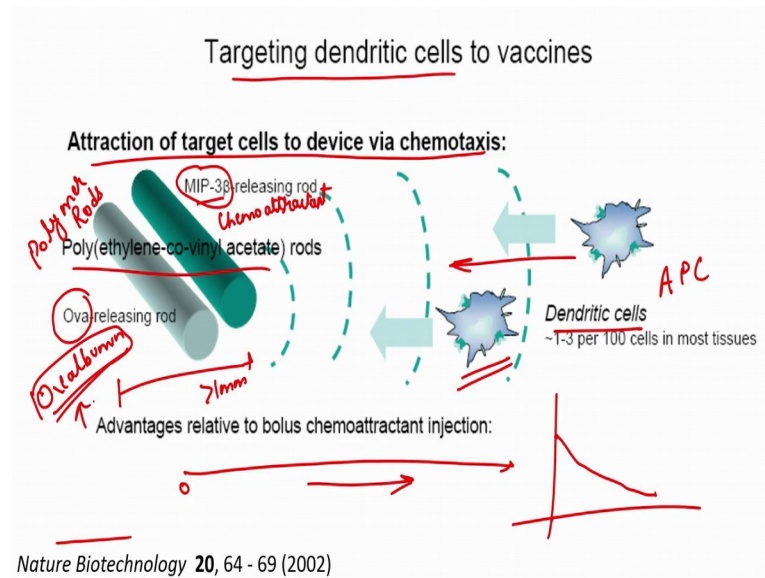 Targeting dendritic cells to vaccines
Attraction of target cells to device via chemotaxis:
Polymer
Rods
MIP-3β-releasing rod
chemoattractant
Poly(ethylene-co-vinyl acetate) rods
APC
Ova-releasing rod
Dendritic cells
~1-3 per 100 cells in most tissues
Ovalbumin
>1mm
Advantages relative to bolus chemoattractant injection:
Nature Biotechnology 20, 64 - 69 (2002)